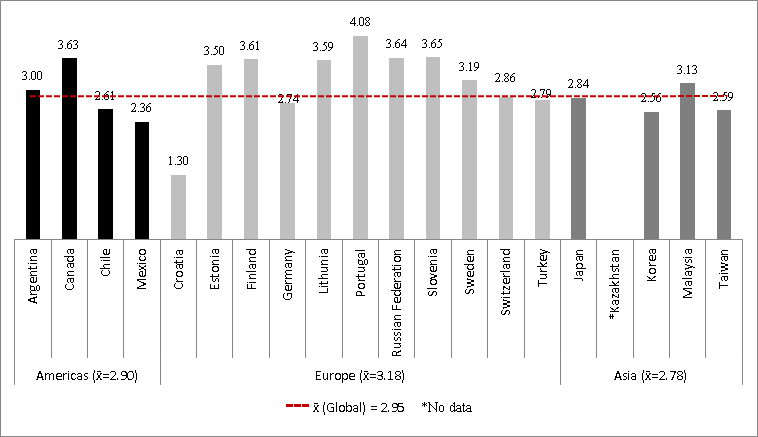 4.08
3.63
3.50
3.61
3.59
3.64
3.65
3.00
2.61
2.36
1.30
2.74
3.19
2.86
2.79
2.84
2.56
3.13
2.59
Argentina
Canada
Chile
Mexico
Croatia
Estonia
Finland
Germany
Lithunia
Portugal
Russian Federation
Slovenia
Sweden
Switzerland
Turkey
Japan
*Kazakhstan
Korea
Malaysia
Taiwan
Americas (x̄=2.90) Europe (x̄=3.18) Asia (x̄=2.78)
x̄ (Global) = 2.95 *No data